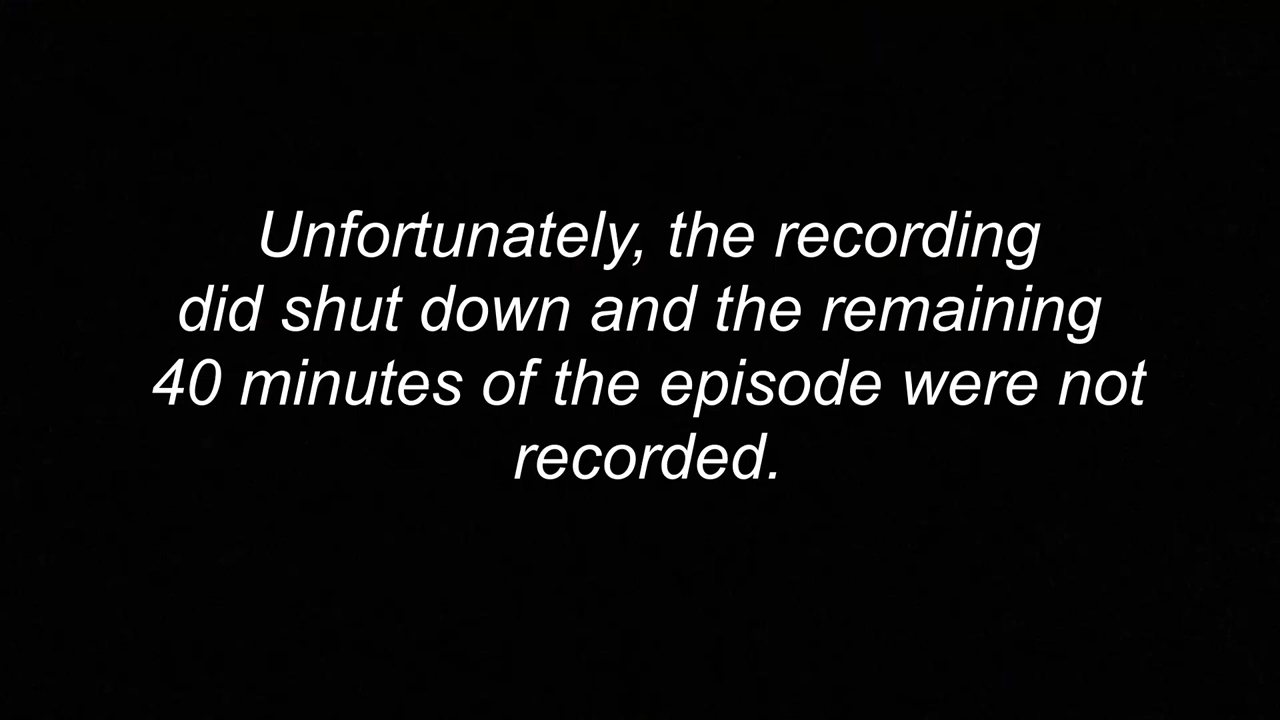 Unfortunately, the recording
did shut down and the remaining
40 minutes of the episode were not
recorded.